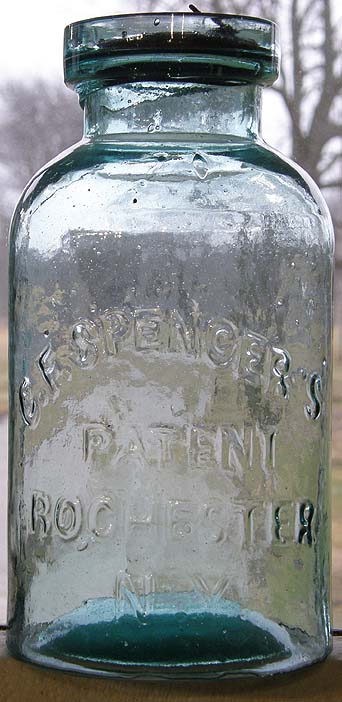 C.F. SPENCER'S
PATENT
ROCHESTER
N.Y.